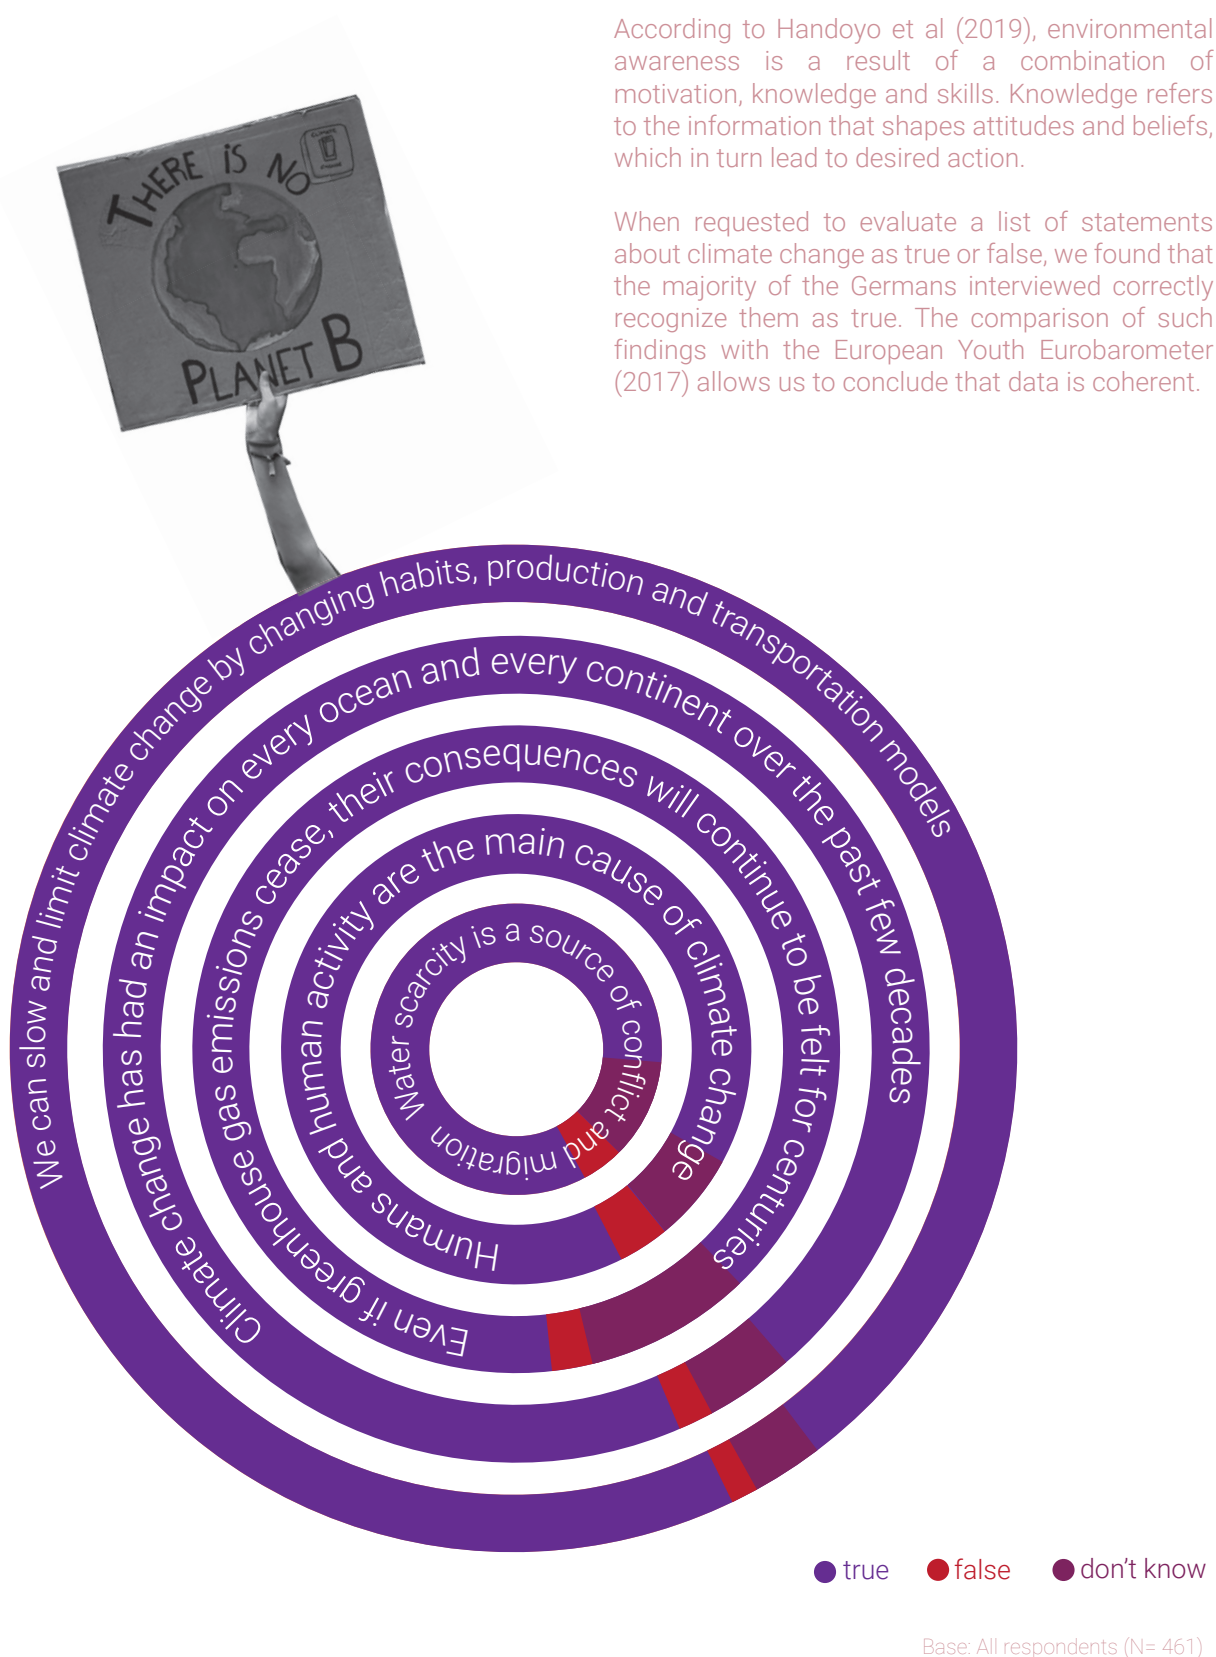 According to Handoyo et al (2019), environmental
awareness is a result of a combination of
motivation, knowledge and skills. Knowledge refers
to the information that shapes attitudes and beliefs,
which in turn lead to desired action.
When requested to evaluate a list of statements
about climate change as true or false, we found that
the majority of the Germans interviewed correctly
recognize them as true. The comparison of such
findings with the European Youth Eurobarometer
(2017) allows us to conclude that data is coherent.
THERE iS NO
PLANET B
We can slow and limit climate change by changing habits, production and transportation models
Climate change has had an impact on every ocean and every continent over the past few decades
Even if greenhouse gas emissions cease, their consequences will continue to be felt for centuries
Humans and human activity are the main cause of climate change
Water scarcity is a source of conflict and migration
true
false
don't know
Base: All respondents (N= 461)